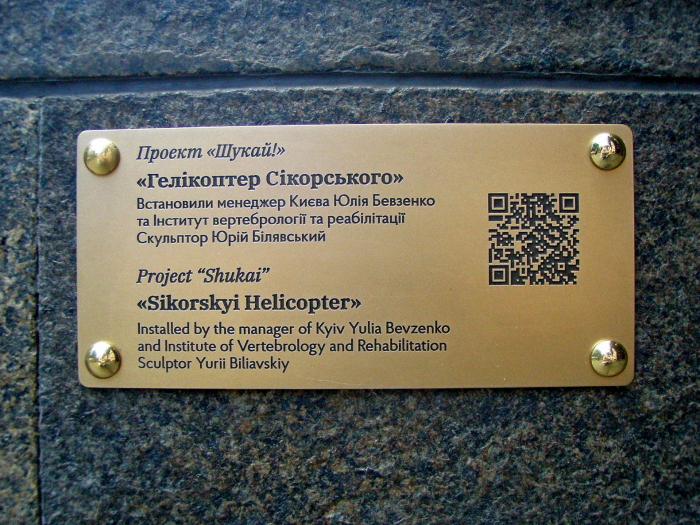 Проект «Шукай!»
«Гелікоптер Сікорського»
Встановили менеджер Києва Юлія Бевзенко
та Інститут вертебрології та реабілітації
Скульптор Юрій Білявський
Project “Shukai”
«Sikorskyi Helicopter»
Installed by the manager of Kyiv Yulia Bevzenko
and Institute of Vertebrology and Rehabilitation
Sculptor Yurii Biliavskiy